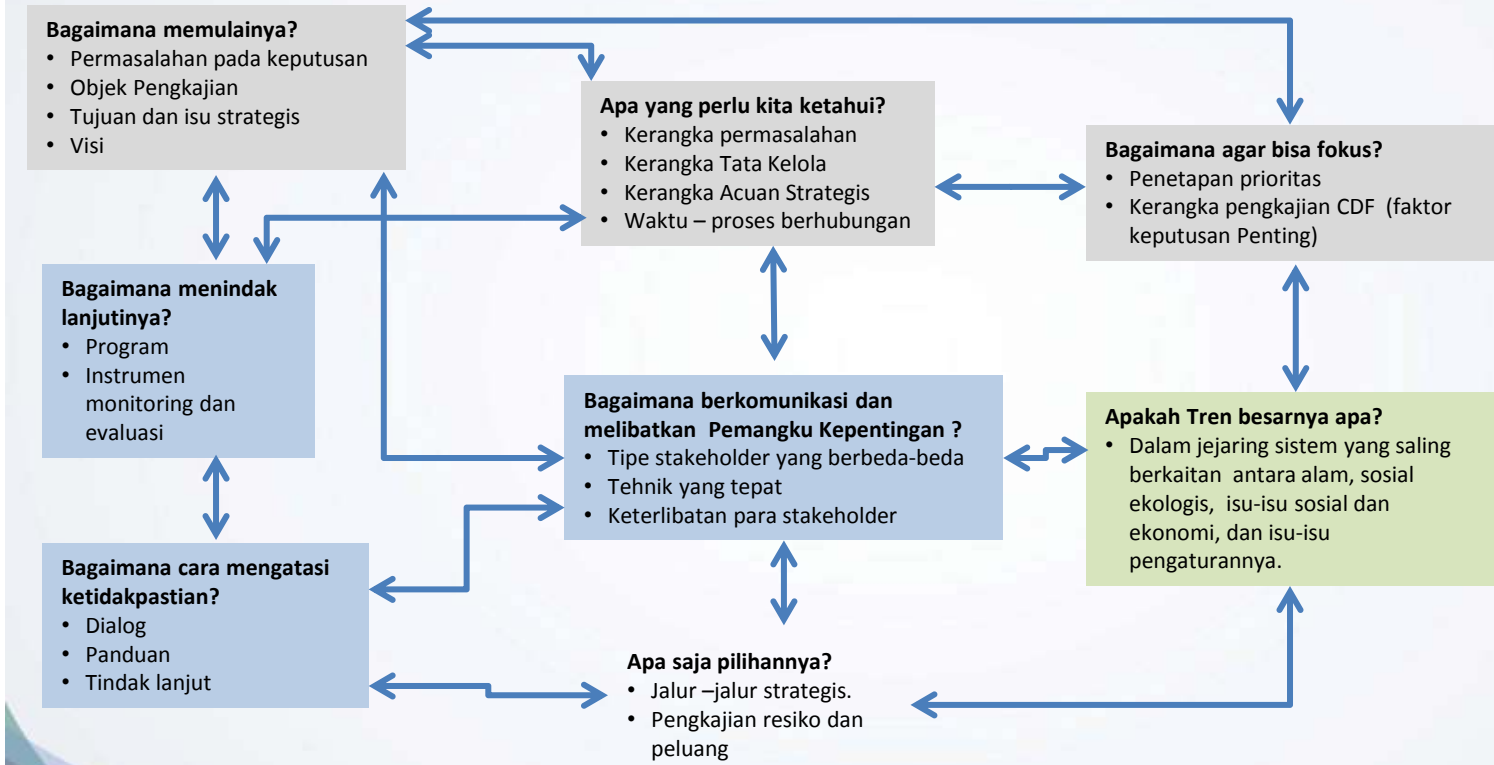 Bagaimana memulainya?
• Permasalahan pada keputusan
• Objek Pengkajian
• Tujuan dan isu strategis
• Visi
Apa yang perlu kita ketahui?
• Kerangka permasalahan
• Kerangka Tata Kelola
• Kerangka Acuan Strategis
• Waktu – proses berhubungan
Bagaimana agar bisa fokus?
• Penetapan prioritas
• Kerangka pengkajian CDF (faktor
keputusan Penting)
Bagaimana menindak
lanjutinya?
• Program
• Instrumen
monitoring dan
evaluasi
Bagaimana berkomunikasi dan
melibatkan Pemangku Kepentingan ?
• Tipe stakeholder yang berbeda-beda
• Tehnik yang tepat
• Keterlibatan para stakeholder
Apakah Tren besarnya apa?
• Dalam jejaring sistem yang saling
berkaitan antara alam, sosial
ekologis, isu-isu sosial dan
ekonomi, dan isu-isu
pengaturannya.
Bagaimana cara mengatasi
ketidakpastian?
• Dialog
• Panduan
• Tindak lanjut
Apa saja pilihannya?
• Jalur –jalur strategis.
• Pengkajian resiko dan
peluang